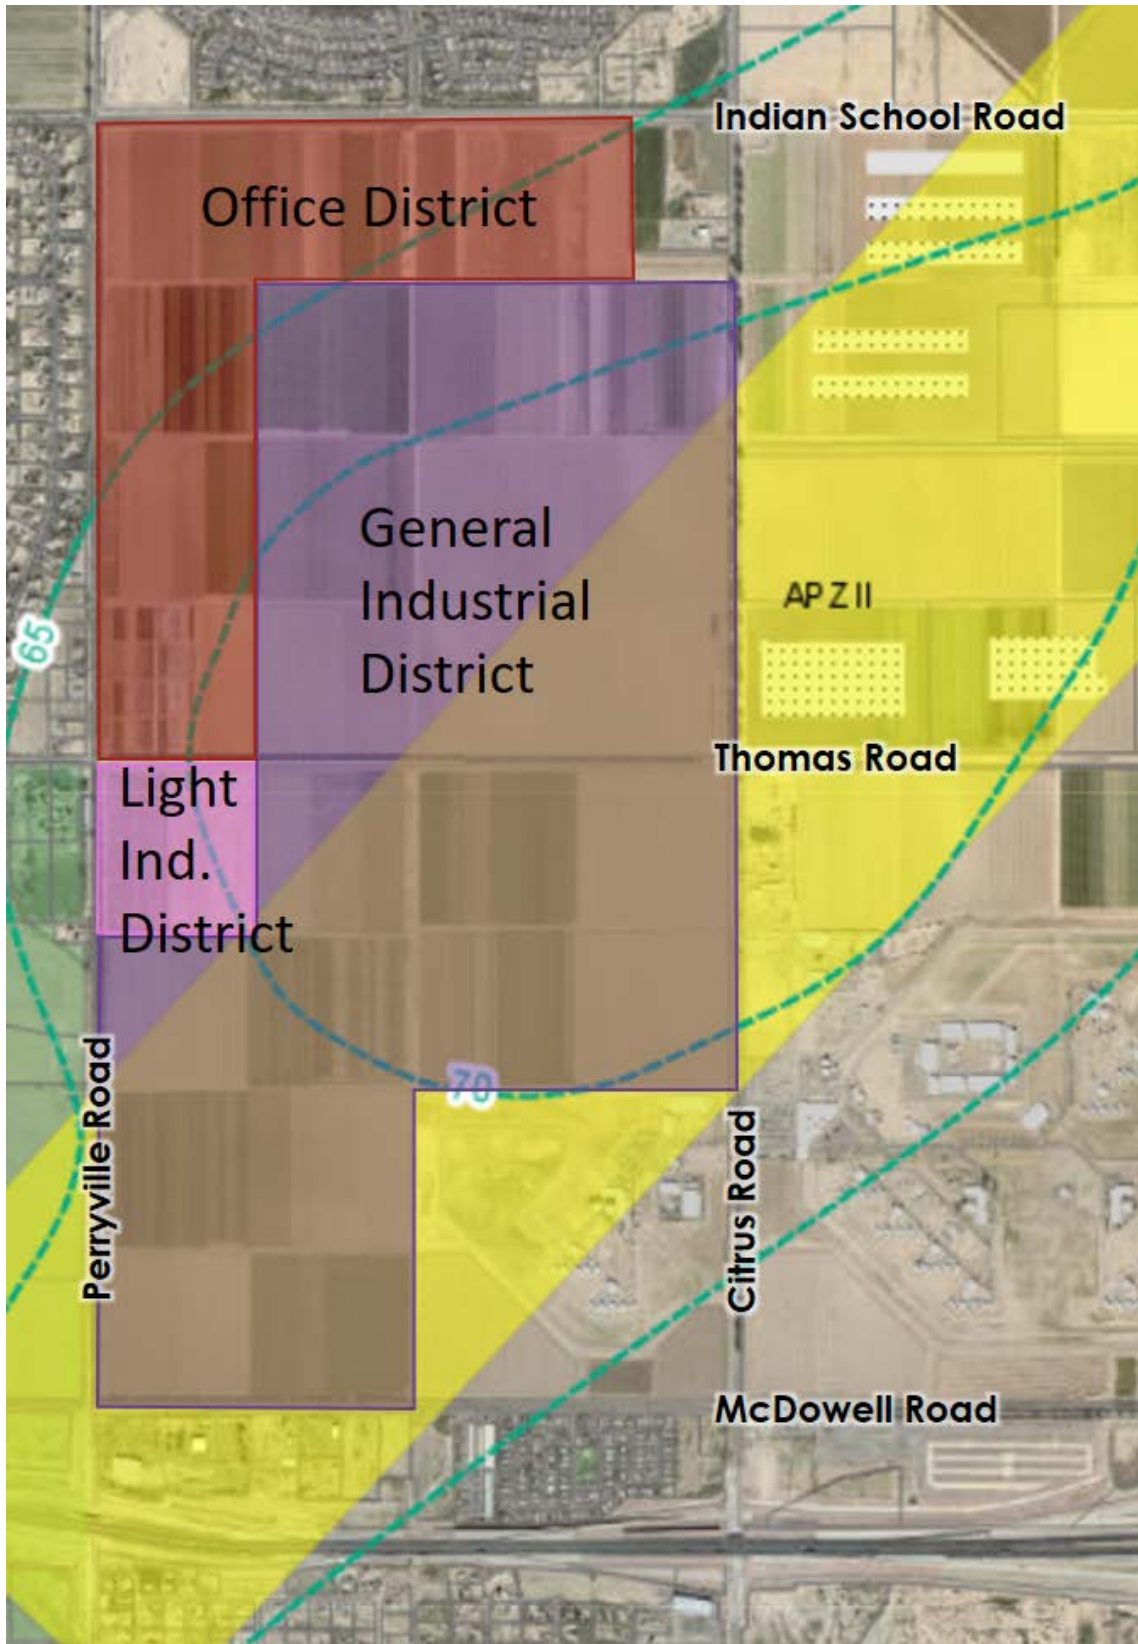 Indian School Road
Office District
General
Industrial
District
APZ II
65
Thomas Road
Light
Ind.
District
70
Perryville Road
Citrus Road
McDowell Road